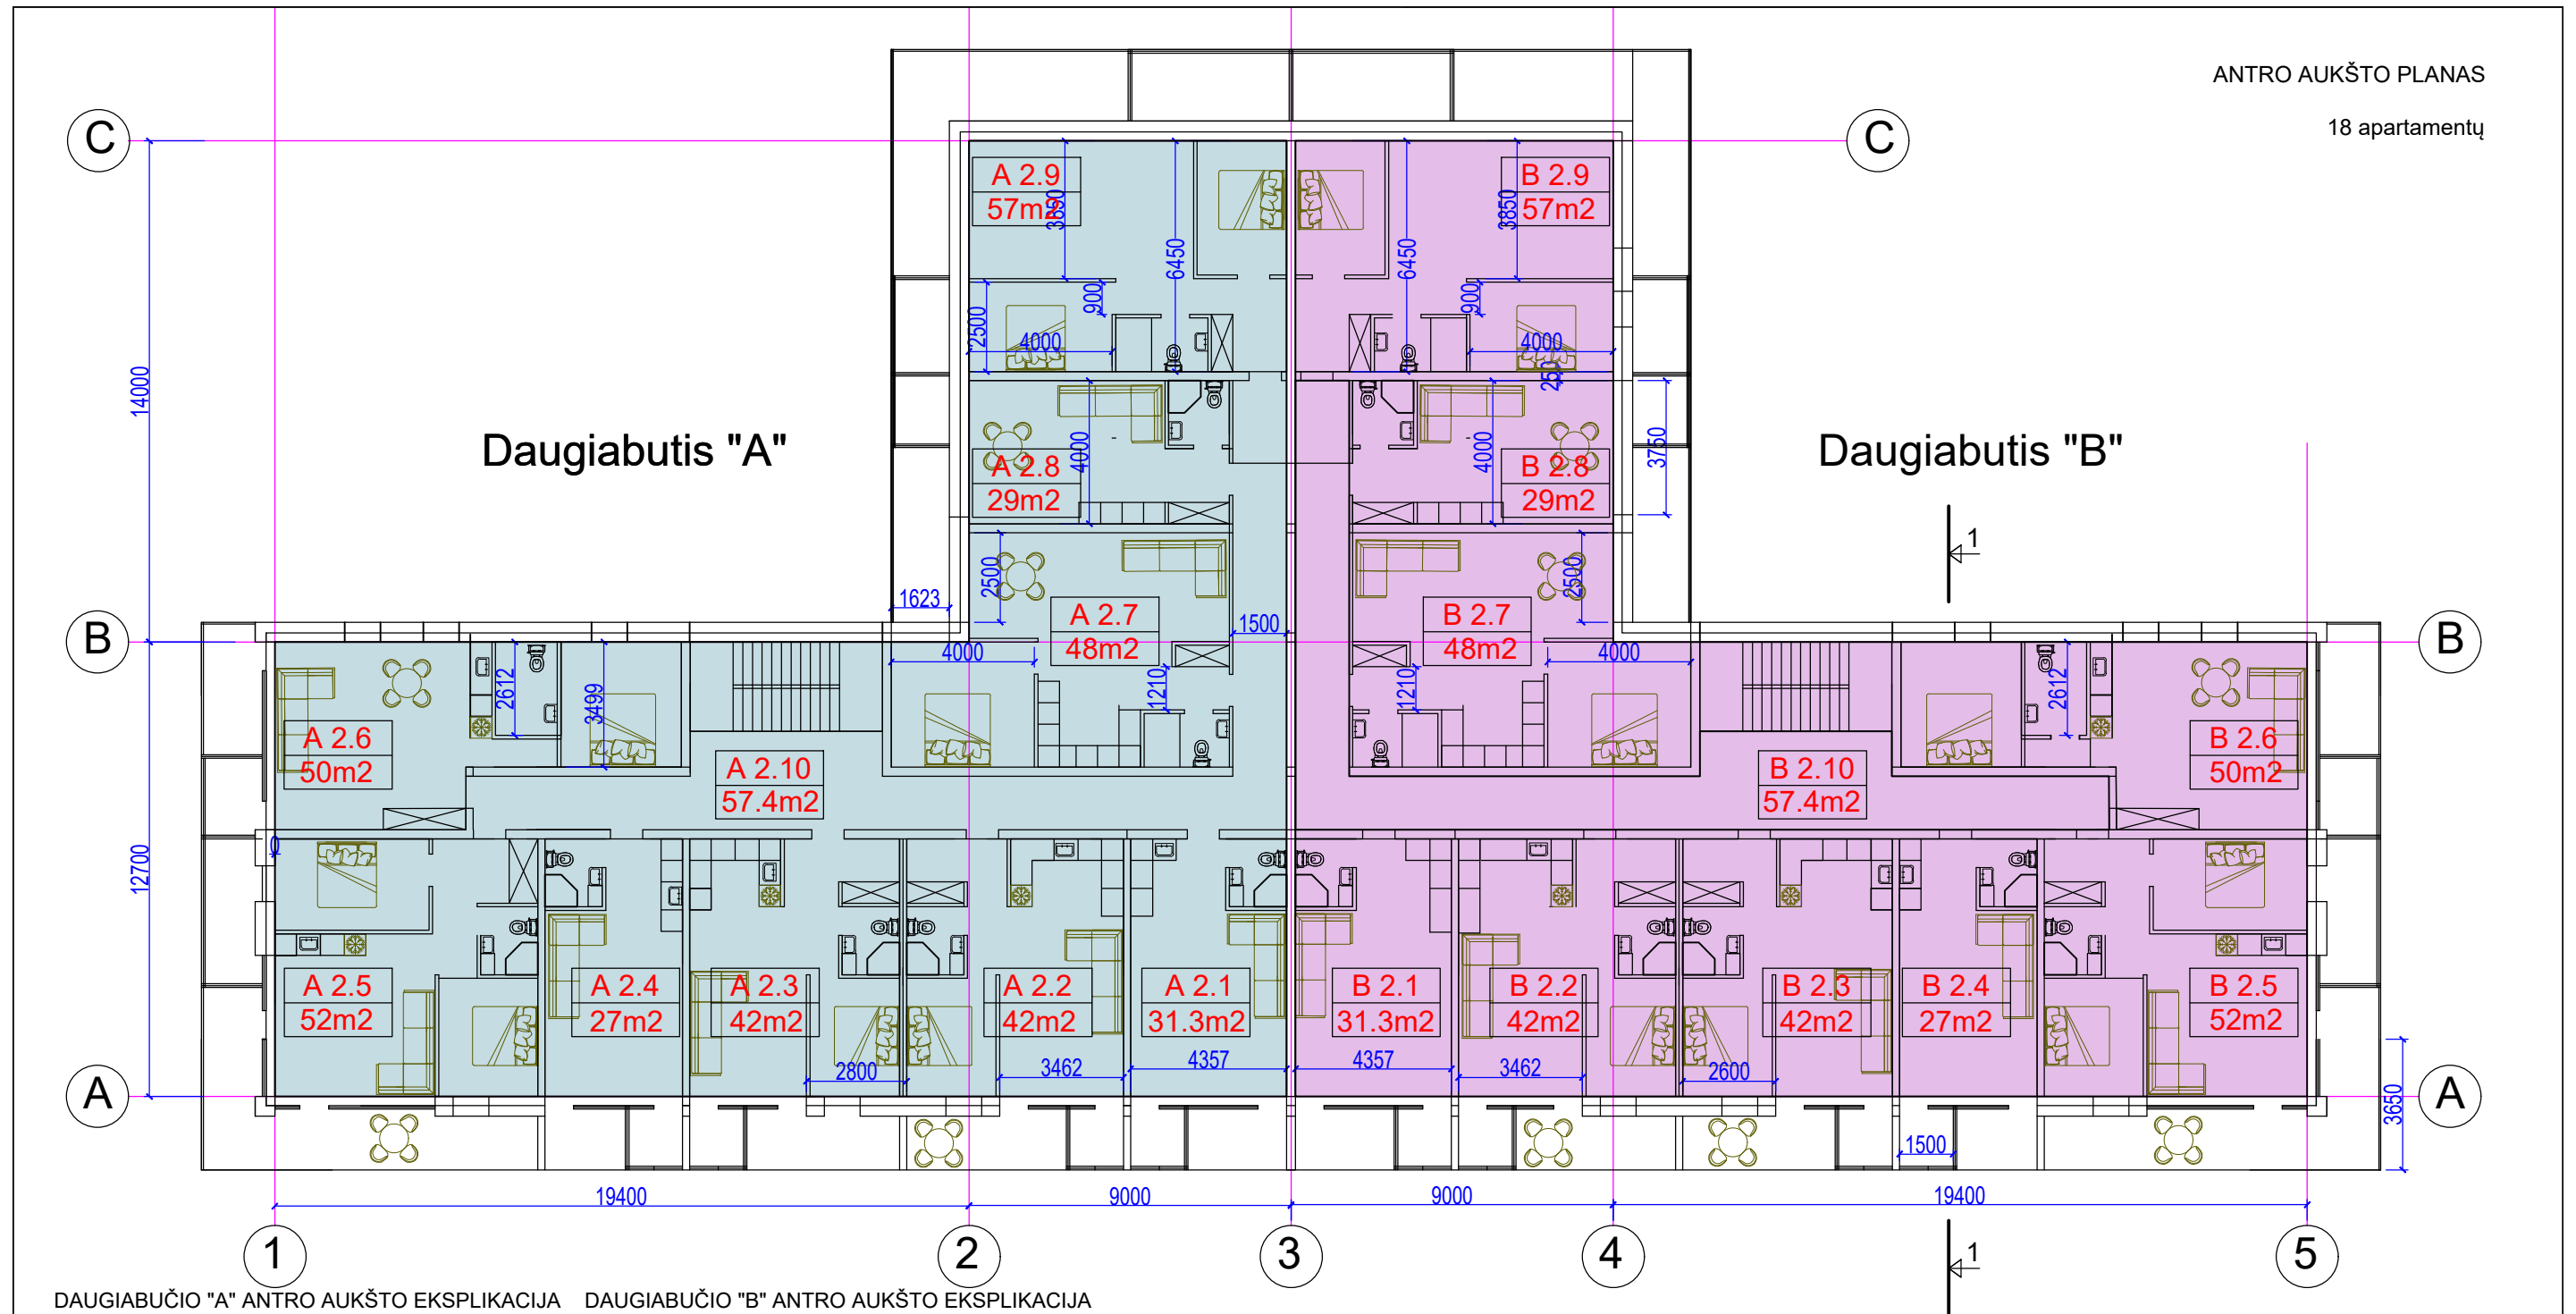 ANTRO AUKŠTO PLANAS
18 apartamentų
C
C
A 2.9
57m2
B 2.9
57m2
3850
6450
6450
3850
900
900
2500
4000
4000
250
14000
Daugiabutis "A"
Daugiabutis "B"
A 2.8
29m2
4000
4000
B 2.8
29m2
3750
1
2500
2500
1623
A 2.7
48m2
1500
B 2.7
48m2
B
B
4000
4000
2612
3499
1210
1210
2612
A 2.6
50m2
A 2.10
57.4m2
B 2.10
57.4m2
B 2.6
50m2
0
12700
A 2.5
52m2
A 2.4
27m2
A 2.3
42m2
A 2.2
42m2
A 2.1
31.3m2
B 2.1
31.3m2
B 2.2
42m2
B 2.3
42m2
B 2.4
27m2
B 2.5
52m2
2800
3462
4357
4357
3462
2600
A
A
3650
1500
19400
9000
9000
19400
1
2
3
4
1
5
DAUGIABUČIO "A" ANTRO AUKŠTO EKSPLIKACIJA
DAUGIABUČIO "B" ANTRO AUKŠTO EKSPLIKACIJA